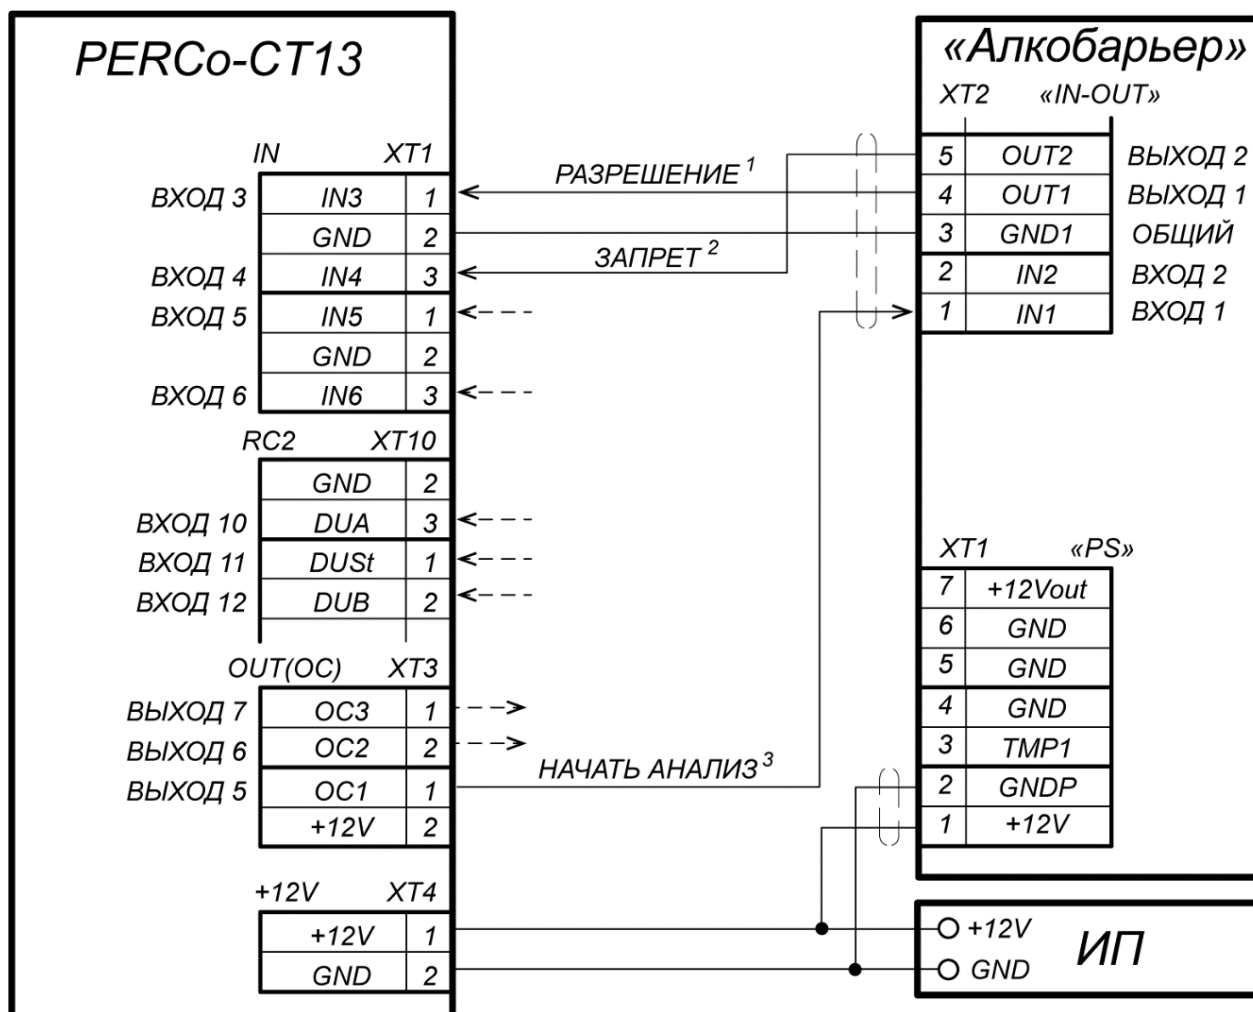 PERCo-CT13
IN XT1
ВХОД 3 IN3 1
GND 2
ВХОД 4 IN4 3
ВХОД 5 IN5 1
GND 2
ВХОД 6 IN6 3
RC2 XT10
GND 2
ВХОД 10 DUA 3
ВХОД 11 DUSt 1
ВХОД 12 DUB 2
OUT(OC) XT3
ВЫХОД 7 OC3 1
ВЫХОД 6 OC2 2
ВЫХОД 5 OC1 1
+12V 2
+12V XT4
+12V 1
GND 2
РАЗРЕШЕНИЕ 1
ЗАПРЕТ 2
НАЧАТЬ АНАЛИЗ 3
«Алкобарьер»
XT2 «IN-OUT»
5 OUT2 ВЫХОД 2
4 OUT1 ВЫХОД 1
3 GND1 ОБЩИЙ
2 IN2 ВХОД 2
1 IN1 ВХОД 1
XT1 «PS»
7 +12Vout
6 GND
5 GND
4 GND
3 TMP1
2 GNDP
1 +12V
+12V
GND
ИП